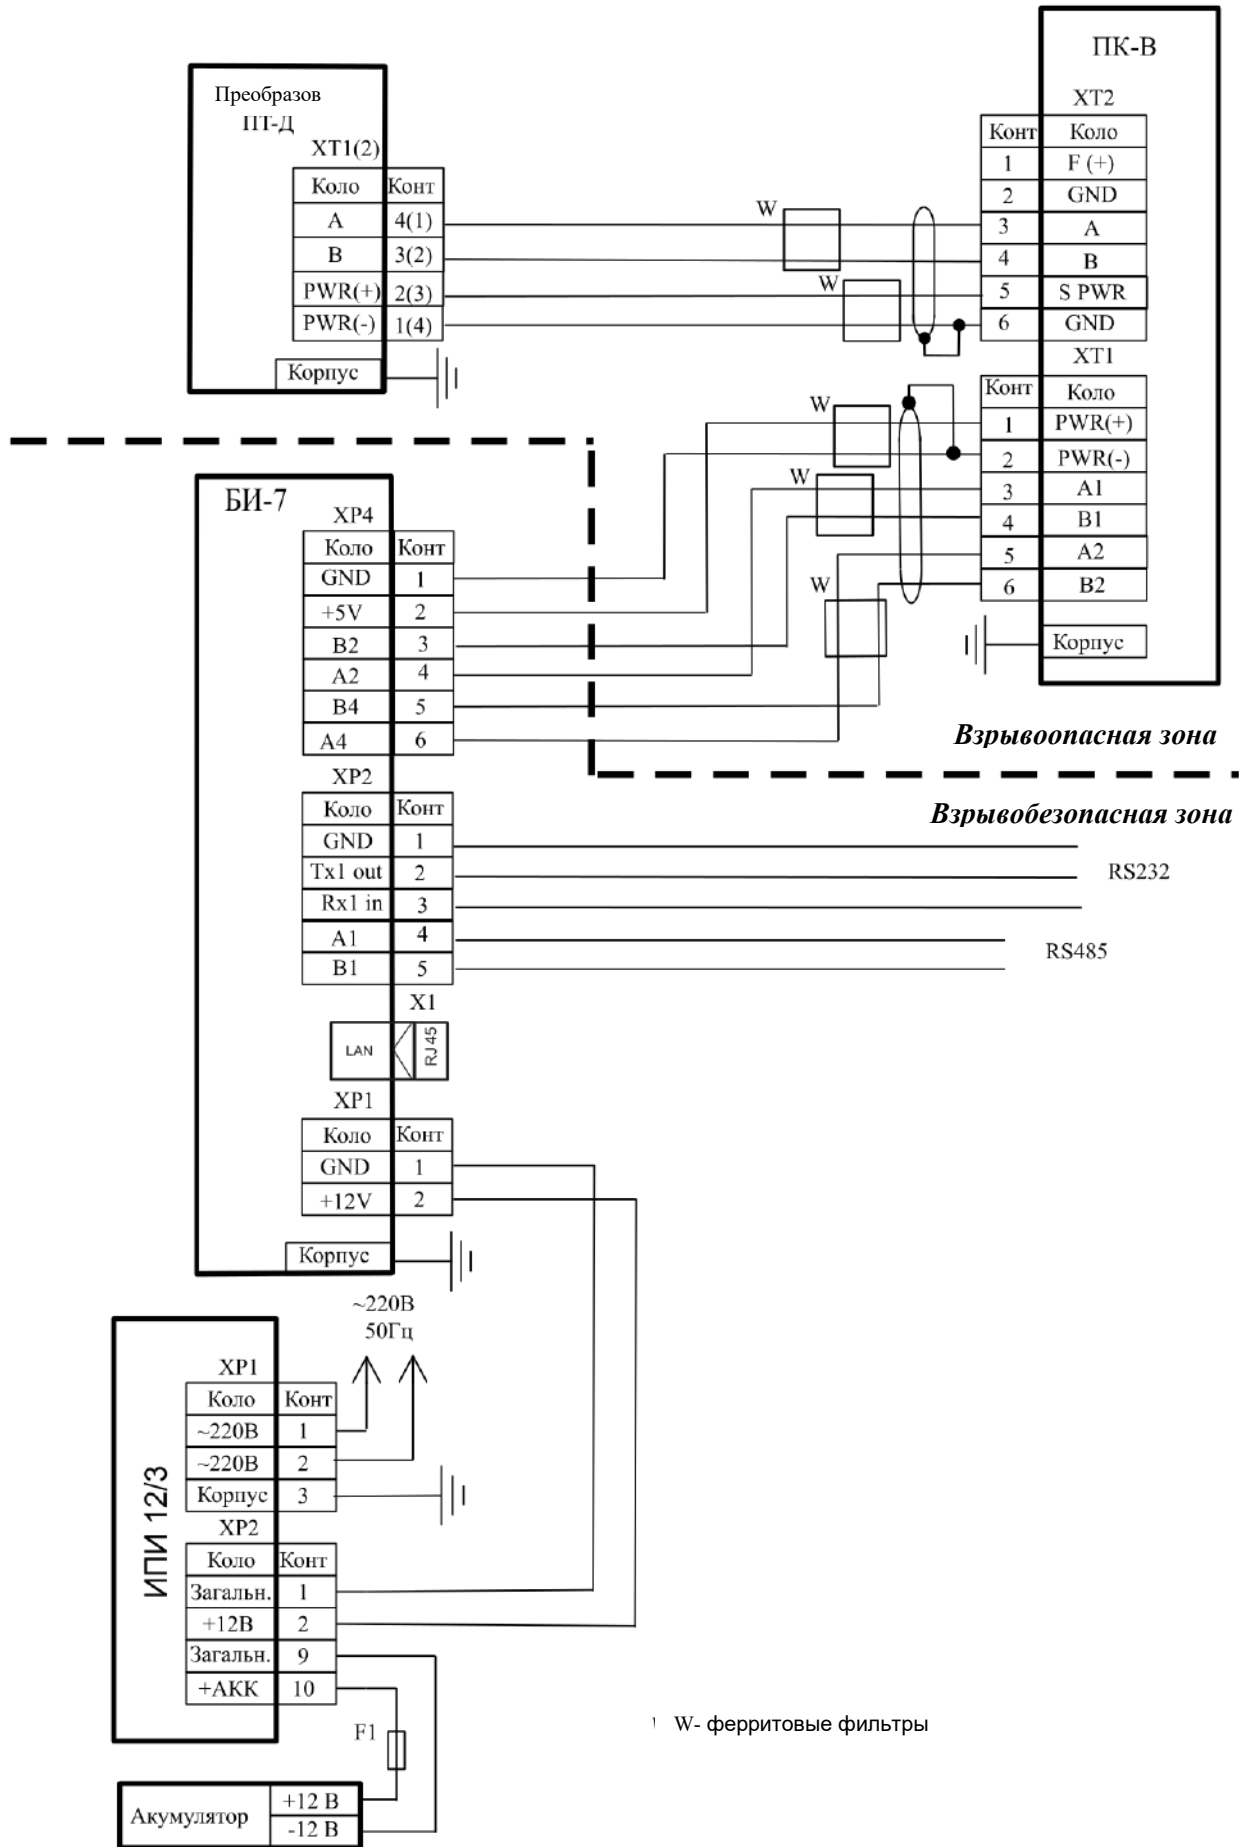 ПК-В
XT2
Конт Коло
1 F (+)
2 GND
3 A
4 B
5 S PWR
6 GND
XT1
Конт Коло
1 PWR(+)
2 PWR(-)
3 A1
4 B1
5 A2
6 B2
Корпус
Преобразов
ПТ-Д
XT1(2)
Коло Конт
A 4(1)
B 3(2)
PWR(+) 2(3)
PWR(-) 1(4)
Корпус
W
W
W
W
W
БИ-7
XP4
Коло Конт
GND 1
+5V 2
B2 3
A2 4
B4 5
A4 6
XP2
Коло Конт
GND 1
Tx1 out 2
Rx1 in 3
A1 4
B1 5
X1
LAN RJ45
XP1
Коло Конт
GND 1
+12V 2
Корпус
Взрывоопасная зона
Взрывобезопасная зона
RS232
RS485
~220В
50Гц
ИПИ 12/3
XP1
Коло Конт
~220В 1
~220В 2
Корпус 3
XP2
Коло Конт
Загальн. 1
+12В 2
Загальн. 9
+АКК 10
F1
Акумулятор
+12 В
-12 В
W- ферритовые фильтры